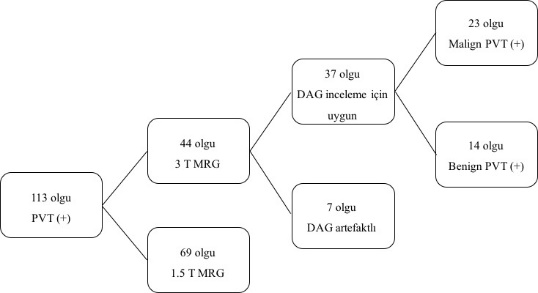 113 olgu
PVT (+)
44 olgu
3 T MRG
69 olgu
1.5 T MRG
37 olgu
DAG inceleme için
uygun
7 olgu
DAG artefaktlı
23 olgu
Malign PVT (+)
14 olgu
Benign PVT (+)